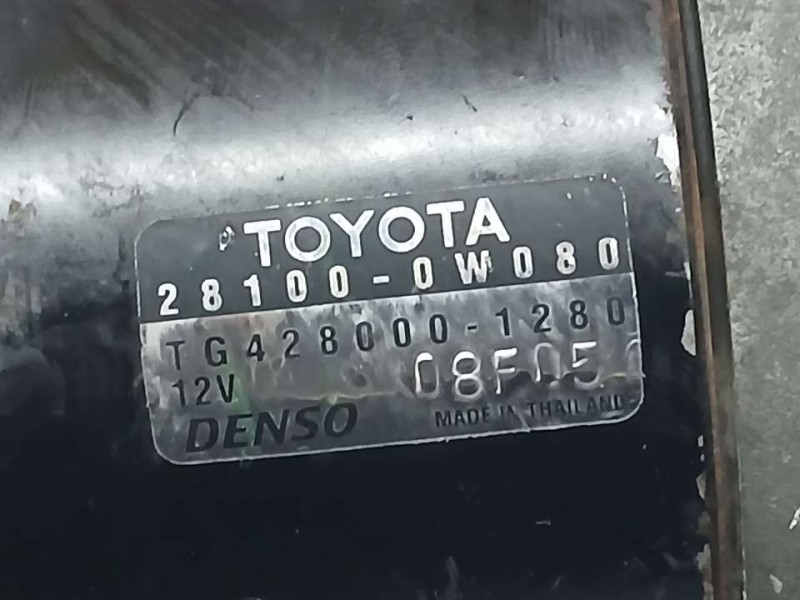 TOYOTA
28100-0W080
TG428000-1280
12V 08F05
DENSO MADE IN THAILAND